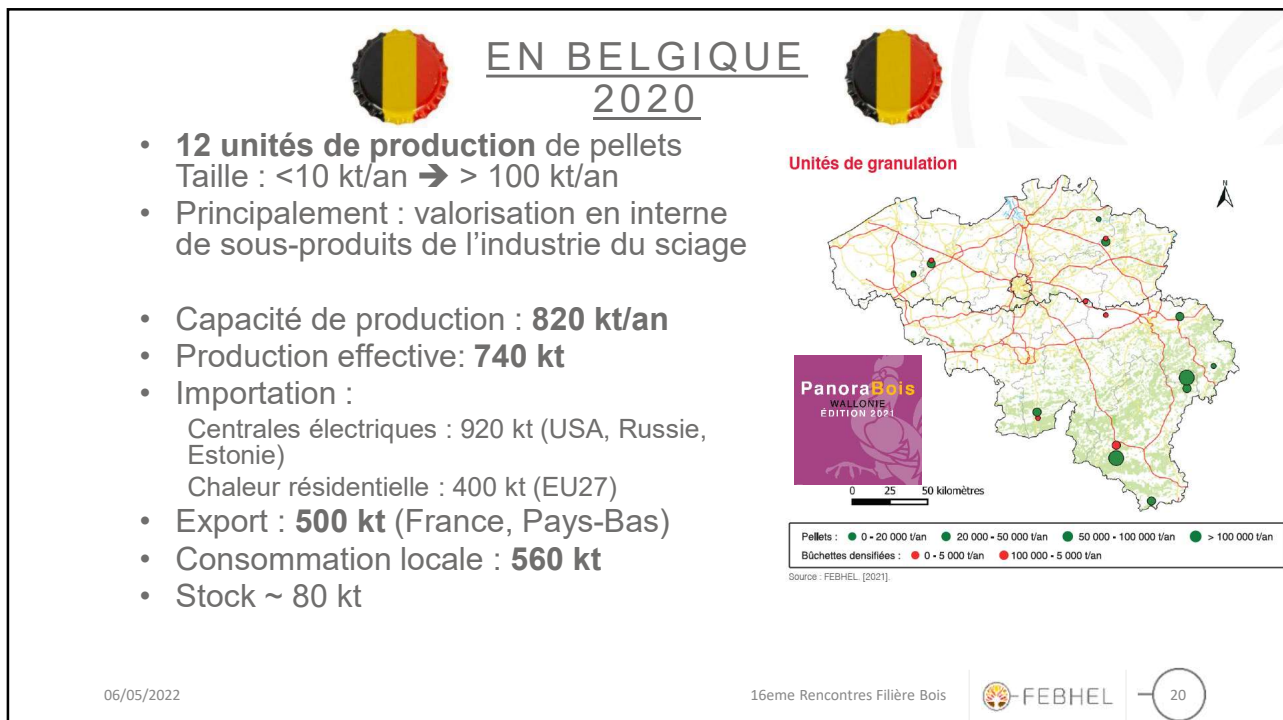 EN BELGIQUE
2020
• 12 unités de production de pellets
Taille : <10 kt/an ➔ > 100 kt/an
• Principalement : valorisation en interne
de sous-produits de l’industrie du sciage
• Capacité de production : 820 kt/an
• Production effective: 740 kt
• Importation :
Centrales électriques : 920 kt (USA, Russie,
Estonie)
Chaleur résidentielle : 400 kt (EU27)
• Export : 500 kt (France, Pays-Bas)
• Consommation locale : 560 kt
• Stock ~ 80 kt
Unités de granulation
N
PanoraBois
WALLONIE
ÉDITION 2021
0 25 50 kilomètres
Pellets : 0 - 20 000 t/an 20 000 - 50 000 t/an 50 000 - 100 000 t/an > 100 000 t/an
Bûchettes densifiées : 0 - 5 000 t/an 100 000 - 5 000 t/an
Source : FEBHEL. [2021].
06/05/2022
16eme Rencontres Filière Bois
FEBHEL
20